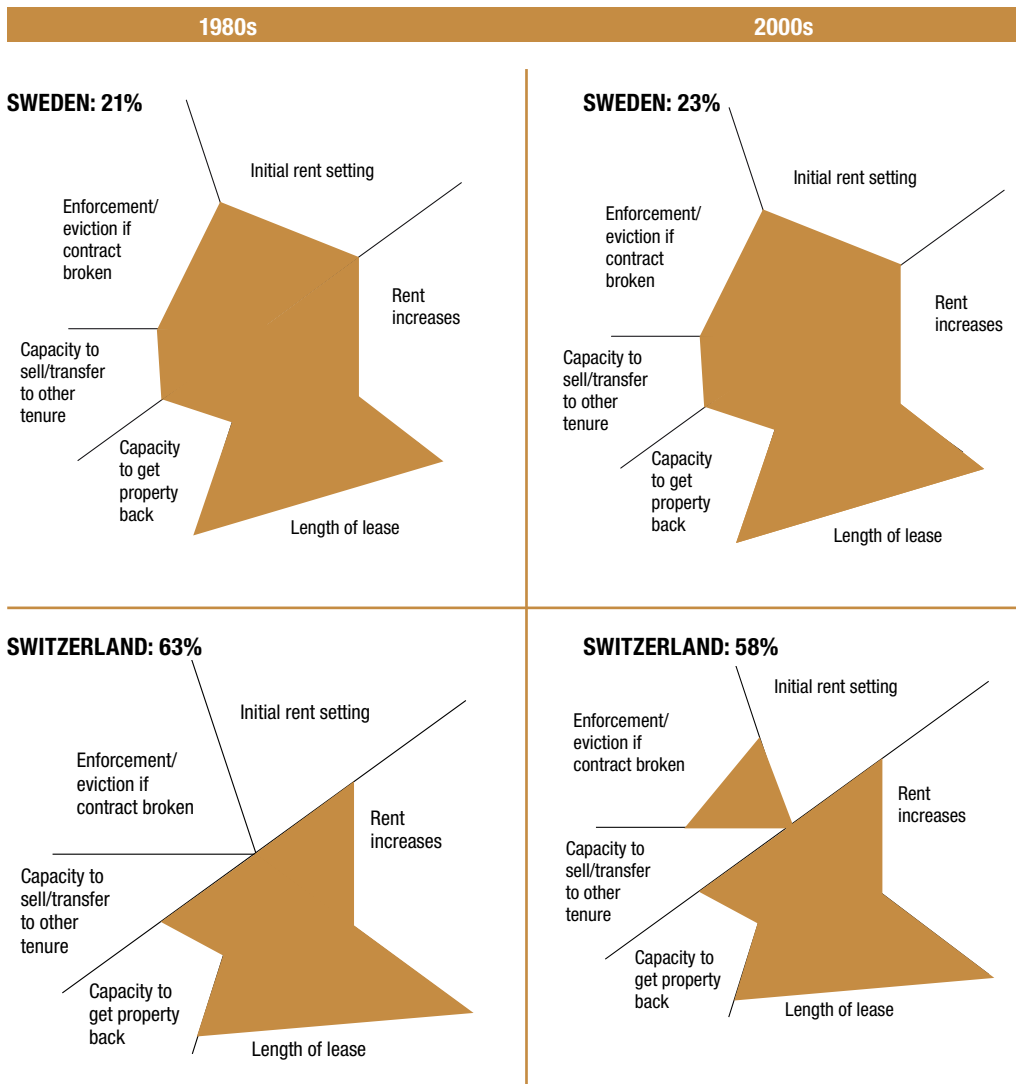 1980s
2000s
SWEDEN: 21%
Initial rent setting
Enforcement/
eviction if
contract
broken
Rent
increases
Capacity to
sell/transfer
to other
tenure
Capacity
to get
property
back
Length of lease
SWEDEN: 23%
Initial rent setting
Enforcement/
eviction if
contract
broken
Rent
increases
Capacity to
sell/transfer
to other
tenure
Capacity
to get
property
back
Length of lease
SWITZERLAND: 63%
Initial rent setting
Enforcement/
eviction if
contract broken
Rent
increases
Capacity to
sell/transfer
to other
tenure
Capacity to
get property
back
Length of lease
SWITZERLAND: 58%
Initial rent setting
Enforcement/
eviction if
contract broken
Rent
increases
Capacity to
sell/transfer
to other
tenure
Capacity to
get property
back
Length of lease